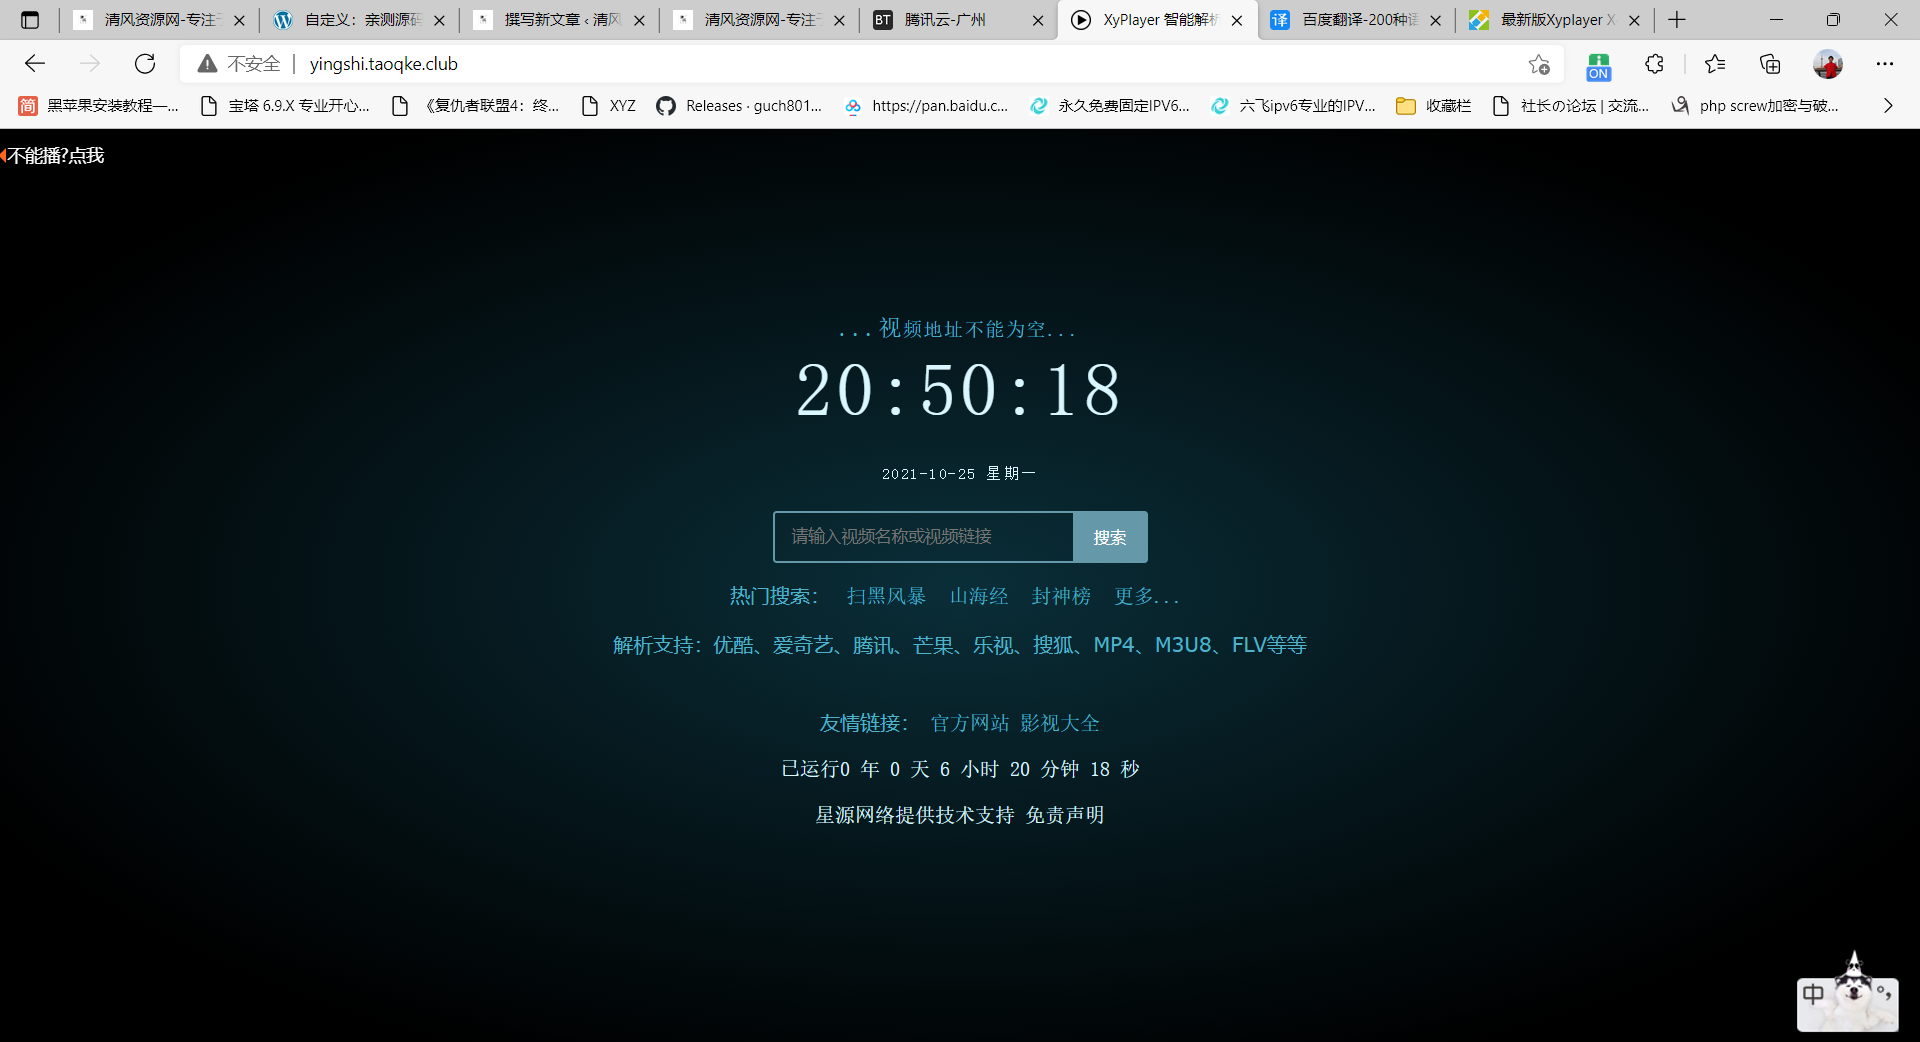 清风资源网-专注于
自定义：亲测源码
撰写新文章 ‹ 清风
清风资源网-专注于
BT 腾讯云-广州
XyPlayer 智能解析
译 百度翻译-200种语
最新版Xyplayer X
不安全 | yingshi.taoqke.club
ON
简 黑苹果安装教程—...
宝塔 6.9.X 专业开心...
《复仇者联盟4：终...
XYZ
Releases · guch801...
https://pan.baidu.c...
永久免费固定IPV6...
六飞ipv6专业的IPV...
收藏栏
社长の论坛 | 交流...
php screw加密与破...
不能播?点我
...视频地址不能为空...
20:50:18
2021-10-25 星期一
请输入视频名称或视频链接 搜索
热门搜索： 扫黑风暴 山海经 封神榜 更多...
解析支持：优酷、爱奇艺、腾讯、芒果、乐视、搜狐、MP4、M3U8、FLV等等
友情链接： 官方网站 影视大全
已运行0 年 0 天 6 小时 20 分钟 18 秒
星源网络提供技术支持 免责声明
中 °,